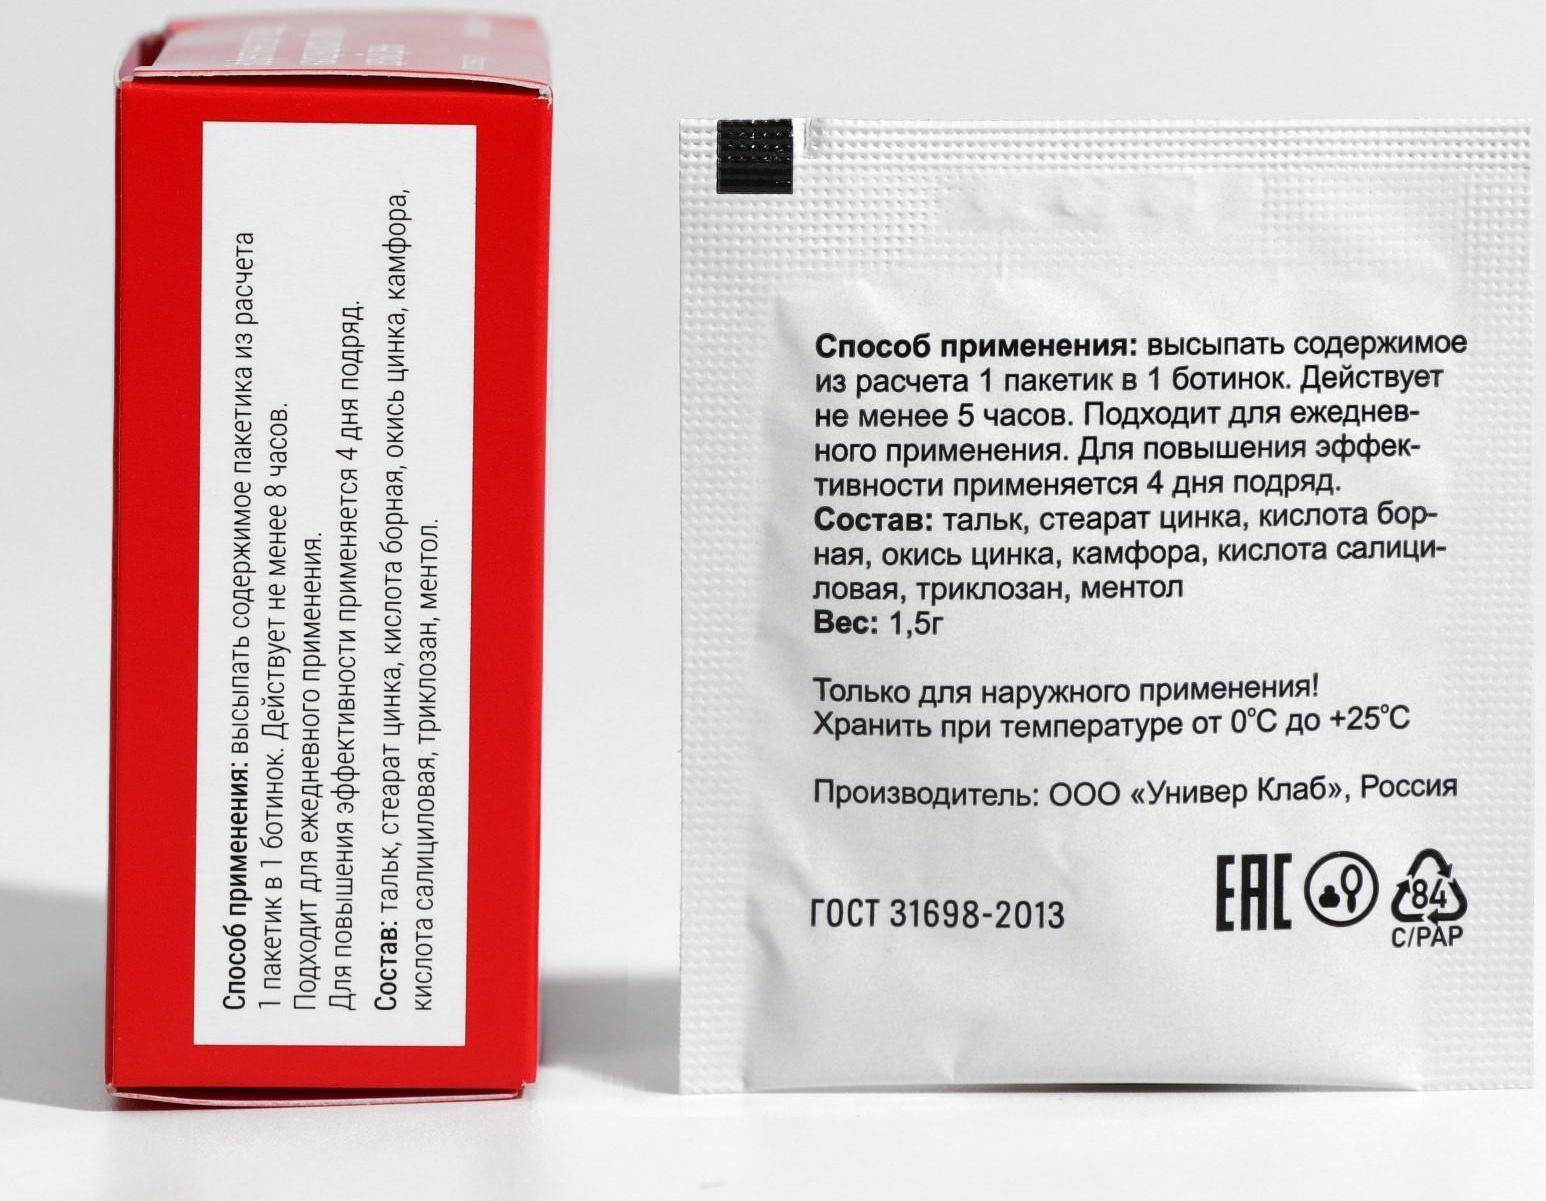 Способ применения: высыпать содержимое пакетика из расчета
1 пакетик в 1 ботинок. Действует не менее 8 часов.
Подходит для ежедневного применения.
Для повышения эффективности применяется 4 дня подряд.
Состав: тальк, стеарат цинка, кислота борная, окись цинка, камфора,
кислота салициловая, триклозан, ментол.
Способ применения: высыпать содержимое
из расчета 1 пакетик в 1 ботинок. Действует
не менее 5 часов. Подходит для ежеднев-
ного применения. Для повышения эффек-
тивности применяется 4 дня подряд.
Состав: тальк, стеарат цинка, кислота бор-
ная, окись цинка, камфора, кислота салици-
ловая, триклозан, ментол
Вес: 1,5г
Только для наружного применения!
Хранить при температуре от 0°С до +25°С
Производитель: ООО «Универ Клаб», Россия
ГОСТ 31698-2013
EAC
84
C/PAP